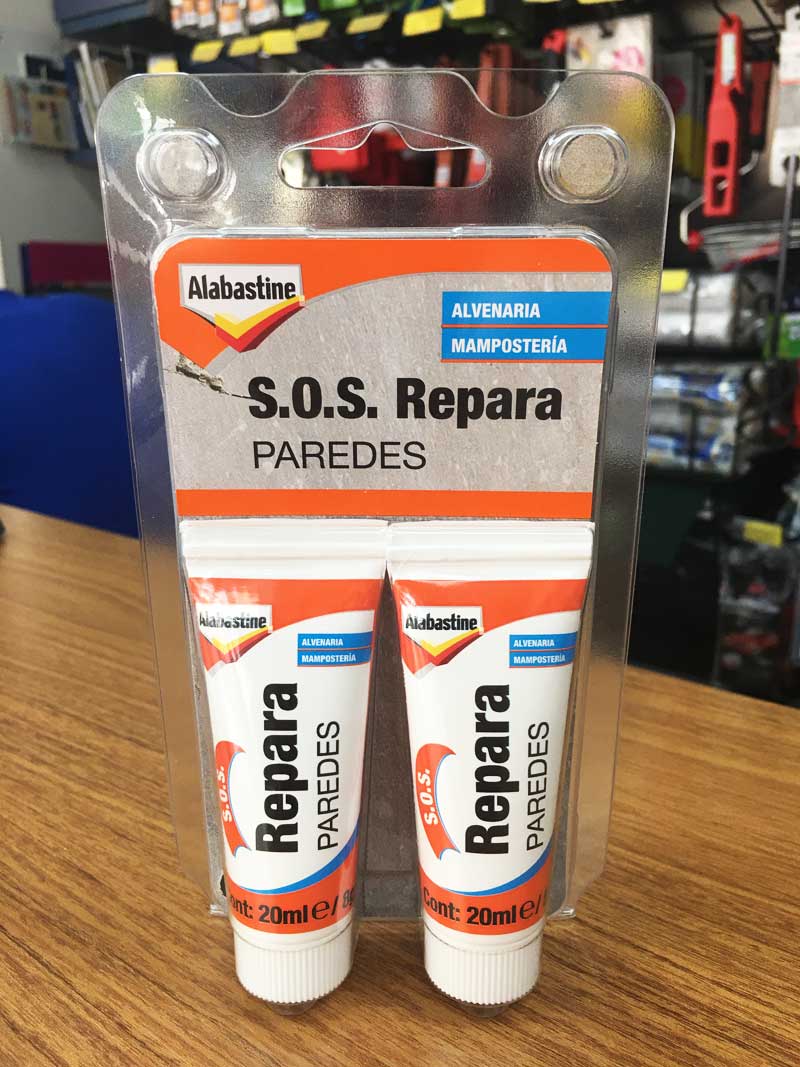 Alabastine
ALVENARIA
MAMPOSTERÍA
S.O.S. Repara
PAREDES
Alabastine
ALVENARIA
MAMPOSTERÍA
S.O.S.
Repara
PAREDES
Cont: 20ml e / 8g
Alabastine
ALVENARIA
MAMPOSTERÍA
S.O.S.
Repara
PAREDES
Cont: 20ml e /